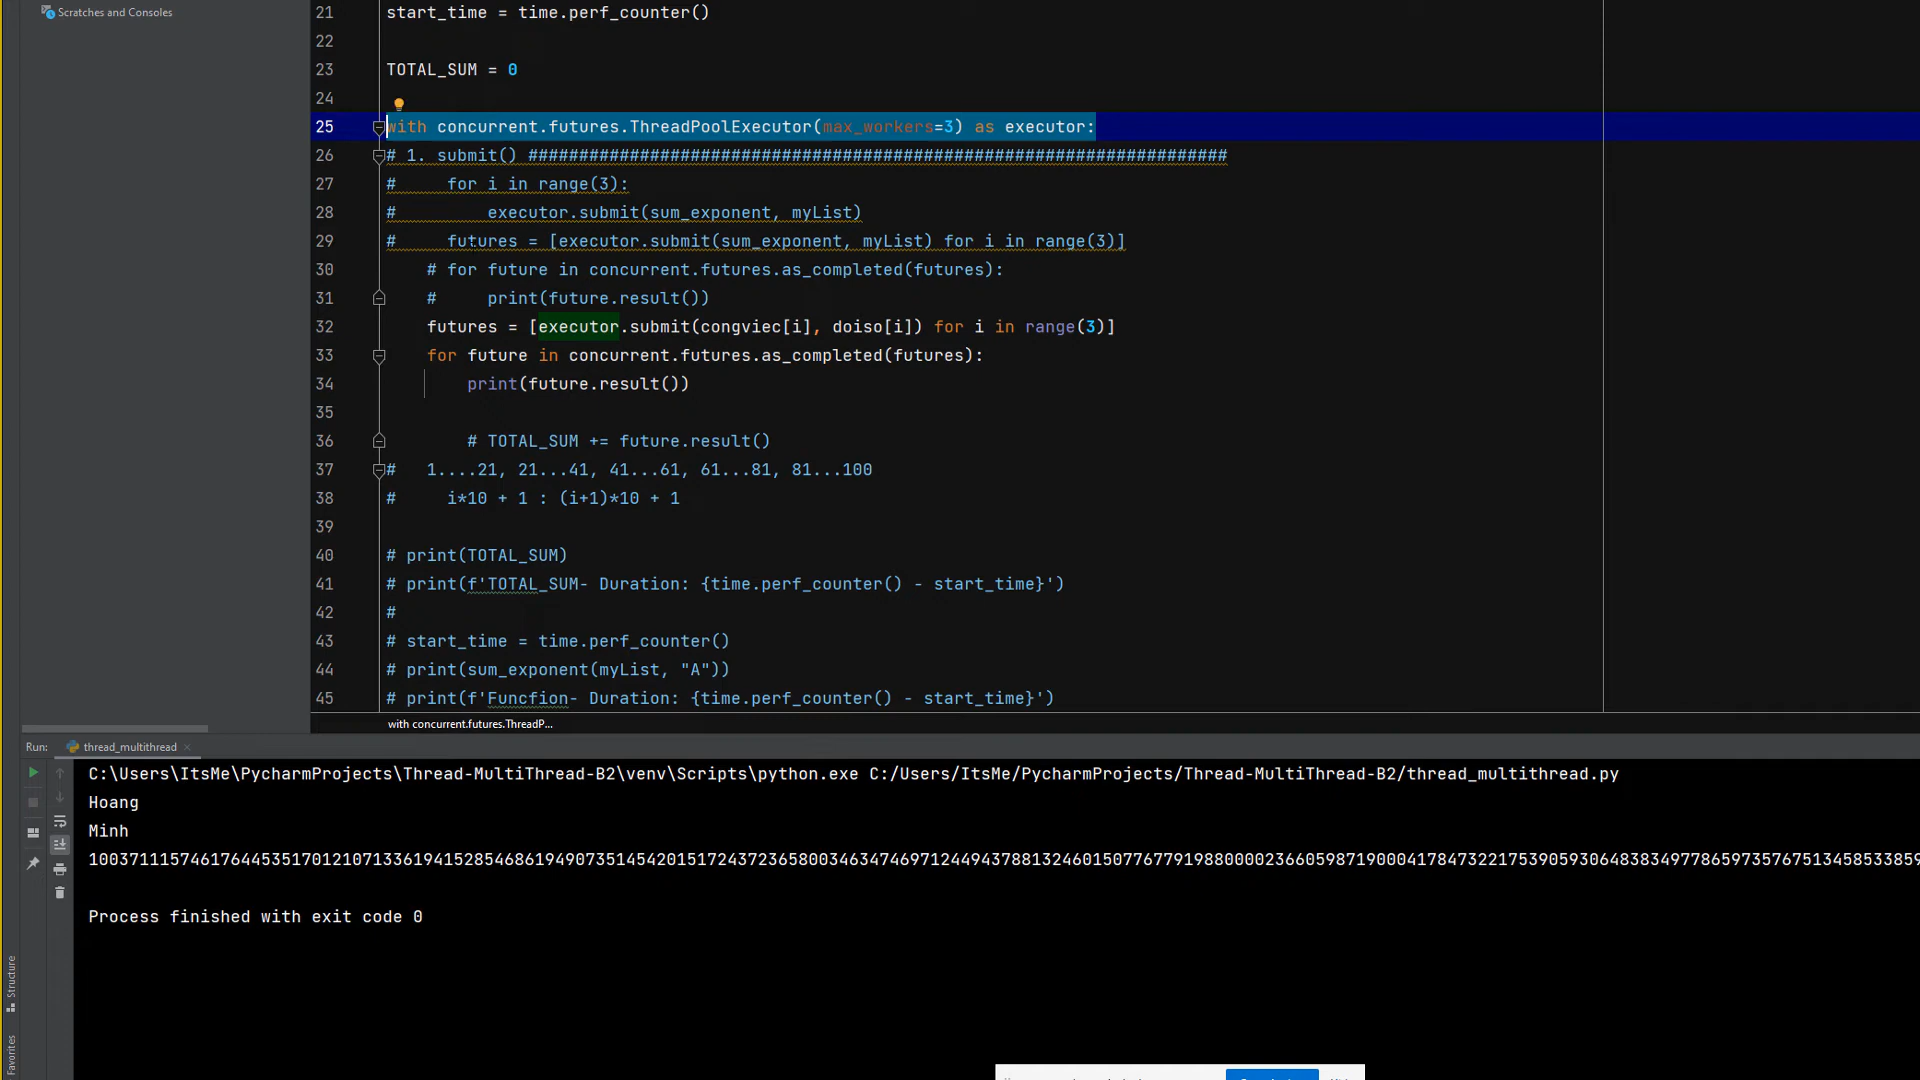 Scratches and Consoles
21 start_time = time.perf_counter()
22
23 TOTAL_SUM = 0
24
25 with concurrent.futures.ThreadPoolExecutor(max_workers=3) as executor:
26 # 1. submit() #####################################################################
27 #     for i in range(3):
28 #         executor.submit(sum_exponent, myList)
29 #     futures = [executor.submit(sum_exponent, myList) for i in range(3)]
30     # for future in concurrent.futures.as_completed(futures):
31     #     print(future.result())
32     futures = [executor.submit(congviec[i], doiso[i]) for i in range(3)]
33     for future in concurrent.futures.as_completed(futures):
34         print(future.result())
35
36         # TOTAL_SUM += future.result()
37 #   1....21, 21...41, 41...61, 61...81, 81...100
38 #     i*10 + 1 : (i+1)*10 + 1
39
40 # print(TOTAL_SUM)
41 # print(f'TOTAL_SUM- Duration: {time.perf_counter() - start_time}')
42 #
43 # start_time = time.perf_counter()
44 # print(sum_exponent(myList, "A"))
45 # print(f'Funcfion- Duration: {time.perf_counter() - start_time}')
with concurrent.futures.ThreadP...
Run: thread_multithread
C:\Users\ItsMe\PycharmProjects\Thread-MultiThread-B2\venv\Scripts\python.exe C:/Users/ItsMe/PycharmProjects/Thread-MultiThread-B2/thread_multithread.py
Hoang
Minh
1003711157461764453517012107133619415285468619490735145420151724372365800346347469712449437881324601507767791988000023660598719000417847322175390593064838349778659735767513458533859
Process finished with exit code 0
Structure
Favorites